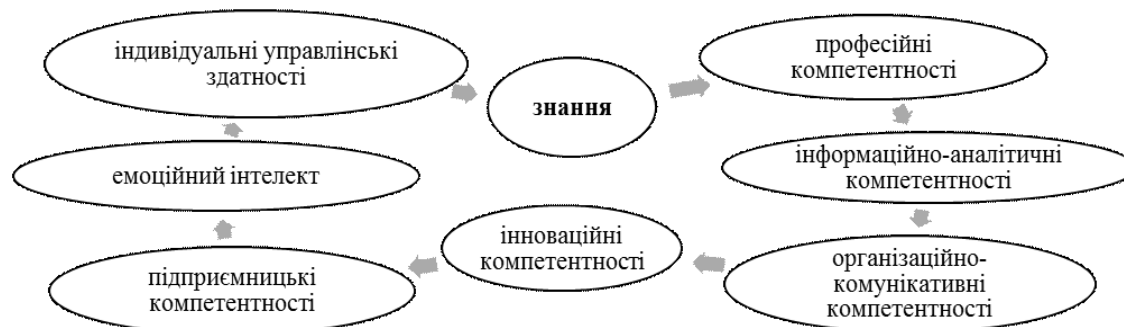 індивідуальні управлінські
здатності
знання
професійні
компетентності
емоційний інтелект
інформаційно-аналітичні
компетентності
підприємницькі
компетентності
інноваційні
компетентності
організаційно-
комунікативні
компетентності